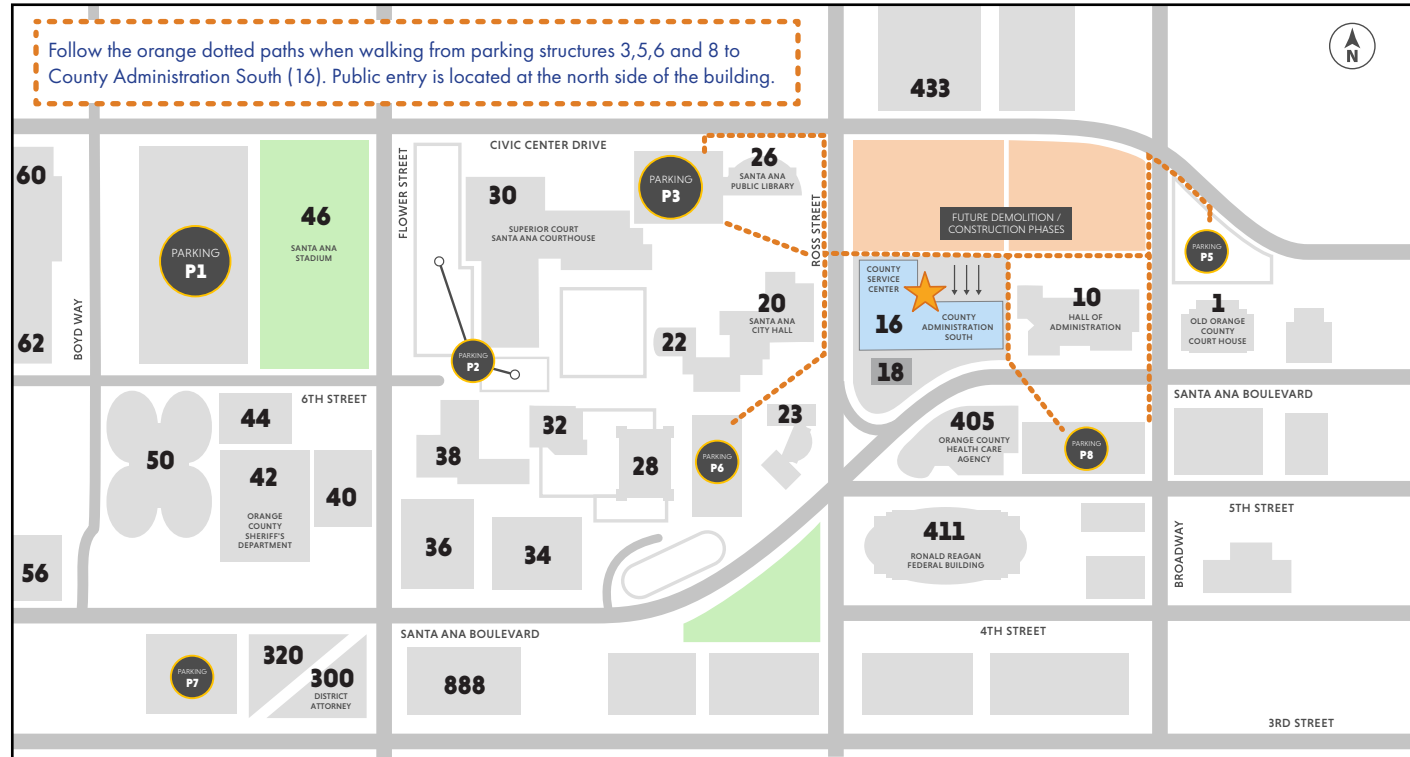 Follow the orange dotted paths when walking from parking structures 3,5,6 and 8 to
County Administration South (16). Public entry is located at the north side of the building.
N
433
CIVIC CENTER DRIVE
60
PARKING
P1
46
SANTA ANA
STADIUM
FLOWER STREET
30
SUPERIOR COURT
SANTA ANA COURTHOUSE
PARKING
P3
26
SANTA ANA
PUBLIC LIBRARY
ROSS STREET
FUTURE DEMOLITION /
CONSTRUCTION PHASES
PARKING
P5
62
BOYD WAY
PARKING
P2
22
20
SANTA ANA
CITY HALL
COUNTY
SERVICE
CENTER
16
COUNTY
ADMINISTRATION
SOUTH
18
10
HALL OF
ADMINISTRATION
1
OLD ORANGE
COUNTY
COURT HOUSE
6TH STREET
SANTA ANA BOULEVARD
50
44
42
ORANGE
COUNTY
SHERIFF'S
DEPARTMENT
40
38
32
28
PARKING
P6
23
405
ORANGE COUNTY
HEALTH CARE
AGENCY
PARKING
P8
5TH STREET
56
36
34
411
RONALD REAGAN
FEDERAL BUILDING
BROADWAY
SANTA ANA BOULEVARD
4TH STREET
PARKING
P7
320
300
DISTRICT
ATTORNEY
888
3RD STREET